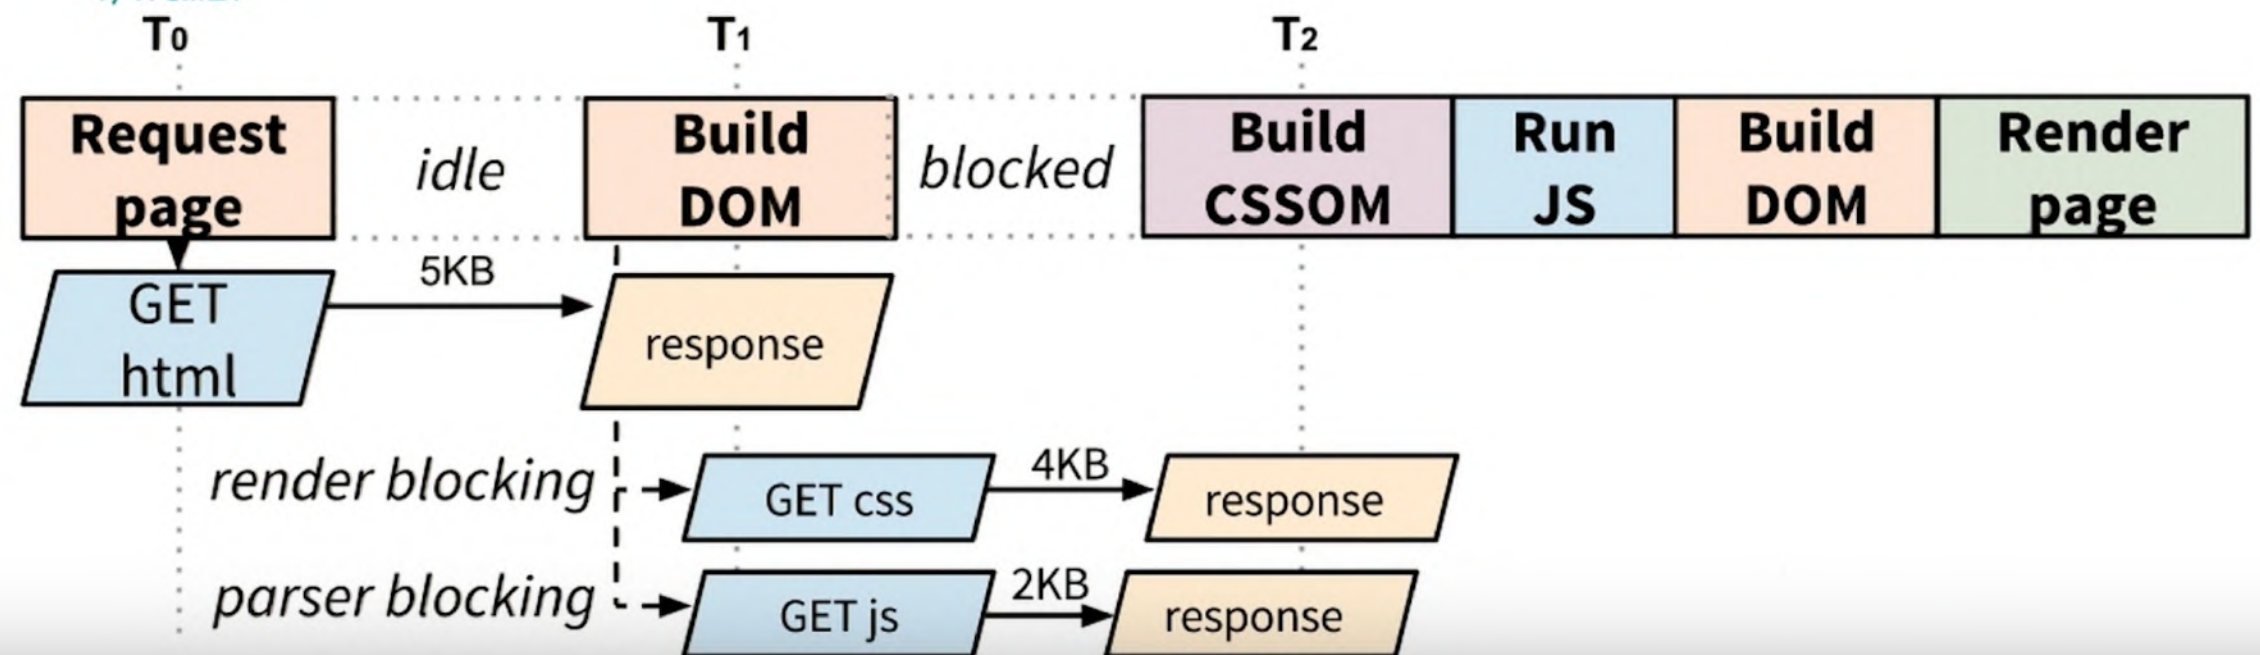 T0
T1
T2
Request
page
idle
Build
DOM
blocked
Build
CSSOM
Run
JS
Build
DOM
Render
page
GET
html
5KB
response
render blocking
GET css
4KB
response
parser blocking
GET js
2KB
response